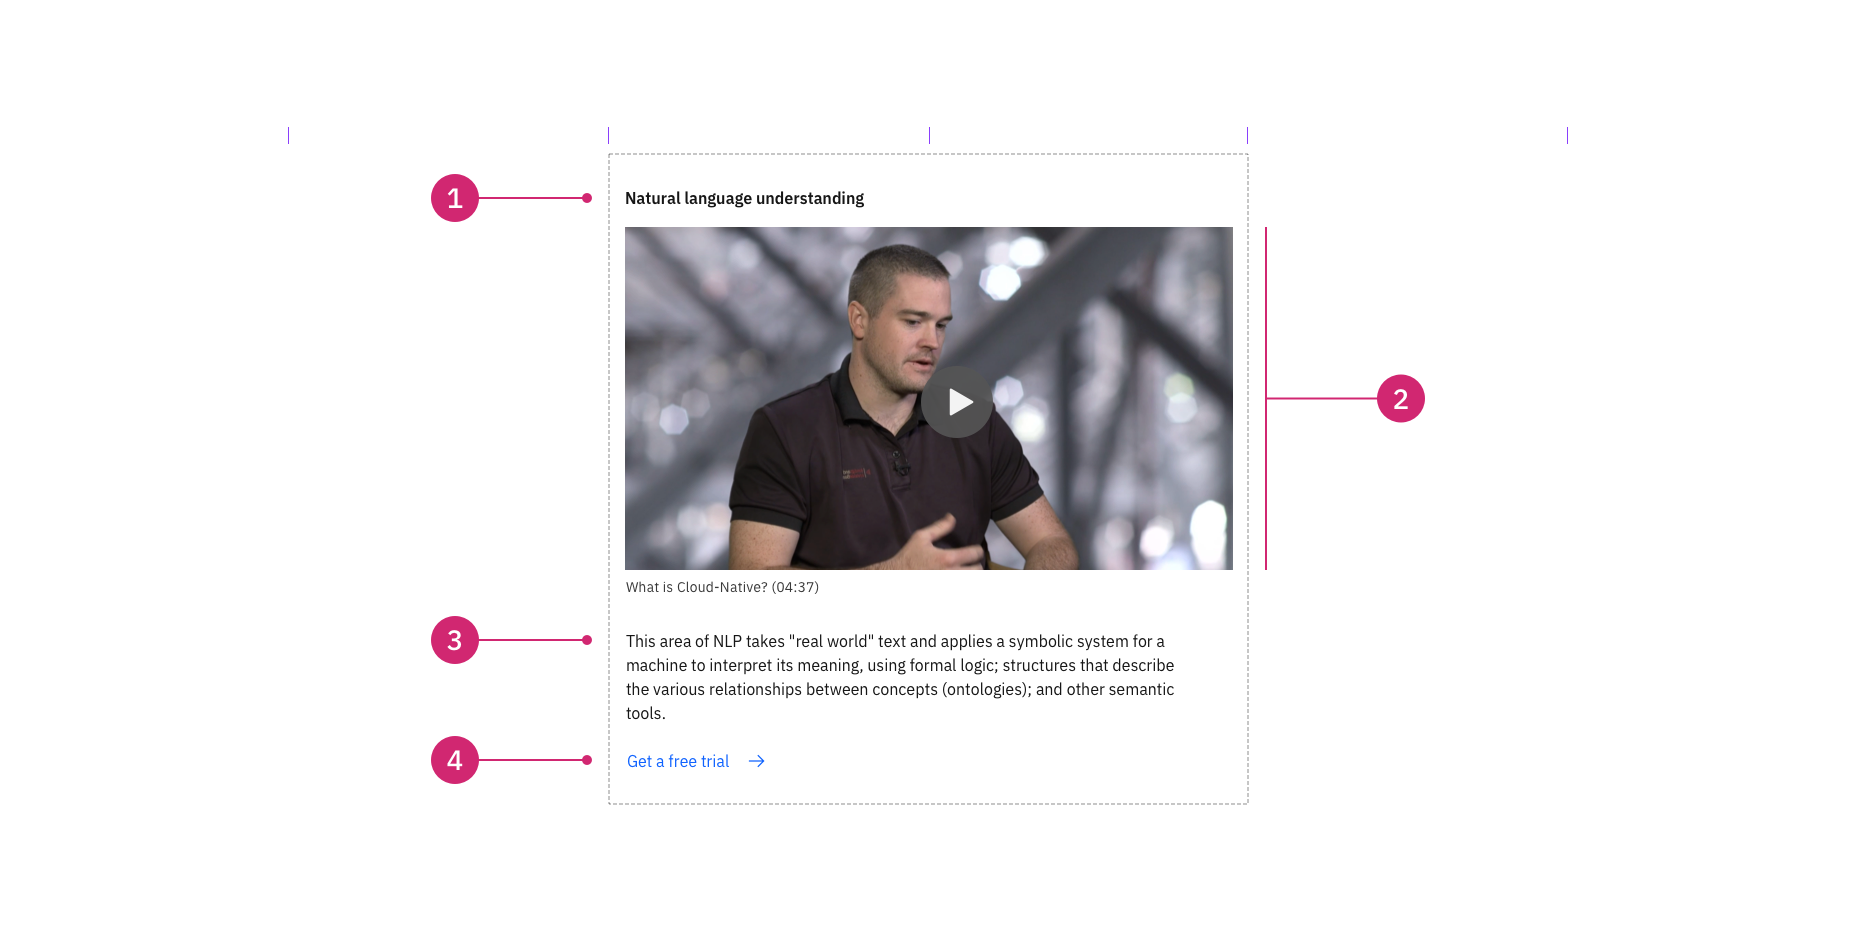 1
Natural language understanding
2
What is Cloud-Native? (04:37)
3
This area of NLP takes "real world" text and applies a symbolic system for a
machine to interpret its meaning, using formal logic; structures that describe
the various relationships between concepts (ontologies); and other semantic
tools.
4
Get a free trial →